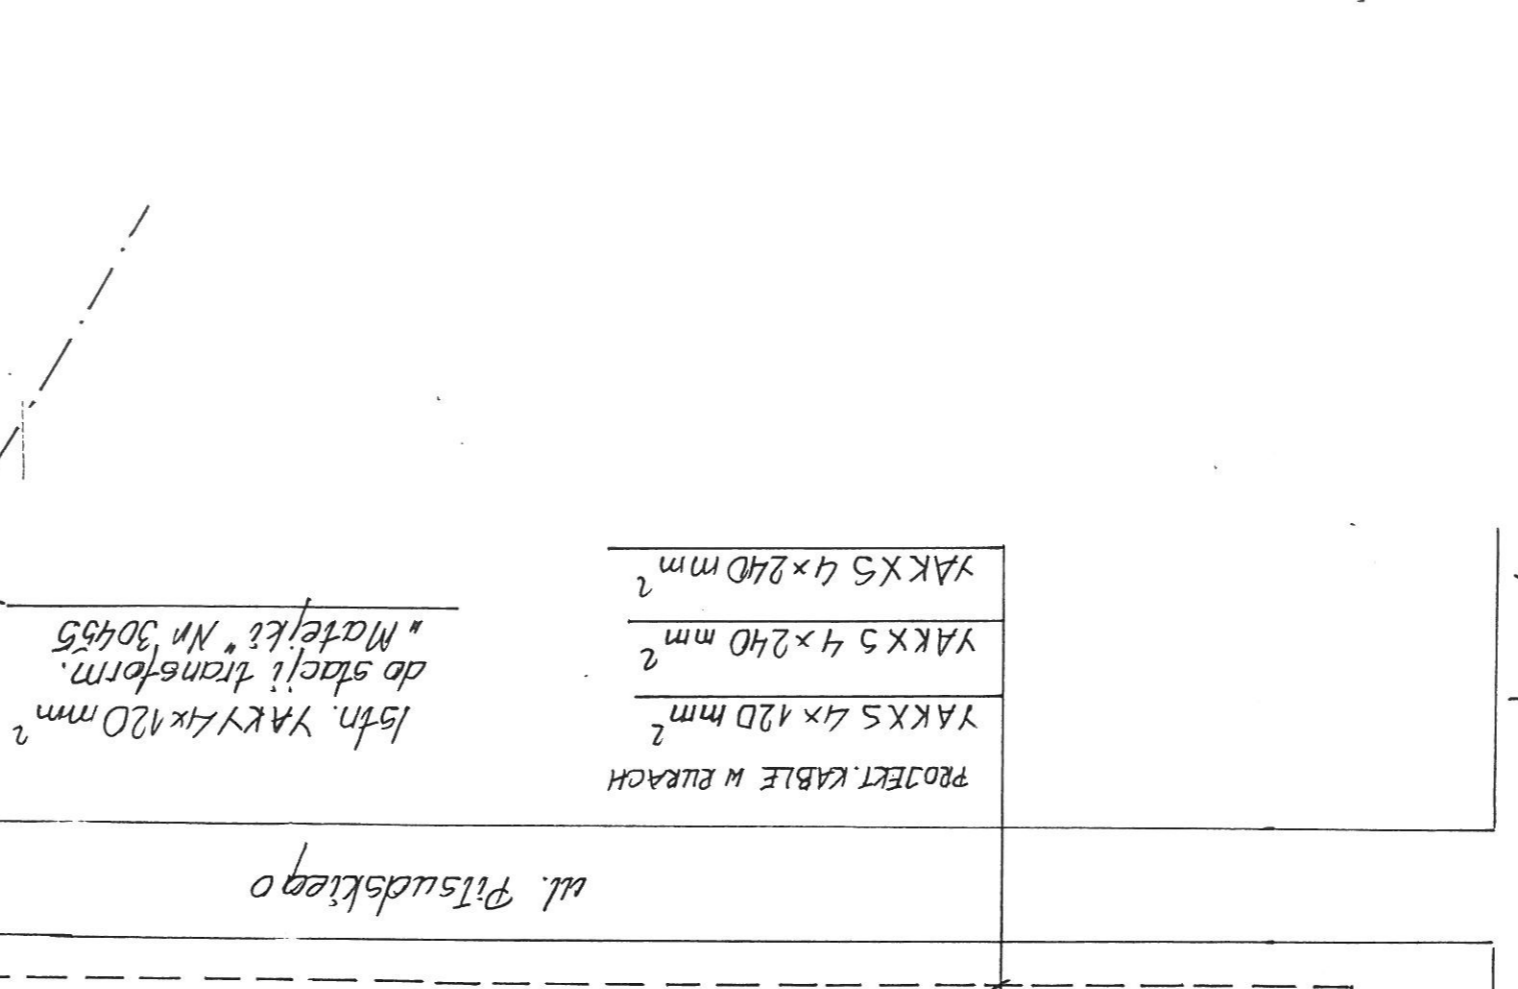 ul. Piłsudskiego
PROJEKT. KABLE W RURACH
YAKXS 4×120 mm²
YAKXS 4×240 mm²
YAKXS 4×240 mm²
Istn. YAKY 4×120 mm²
do stacji transform.
„Matejki" Nr 30455